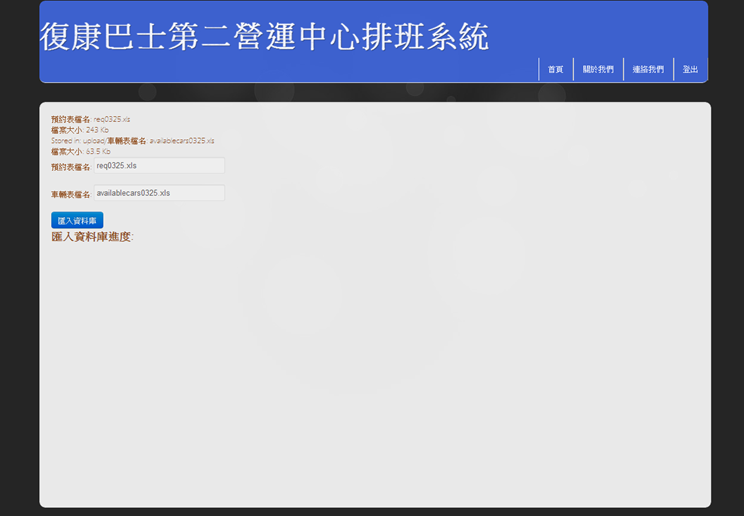 復康巴士第二營運中心排班系統
首頁 關於我們 連絡我們 登出
預約表檔名: req0325.xls
檔案大小: 243 Kb
Stored in: upload/車輛表檔名: availablecars0325.xls
檔案大小: 63.5 Kb
預約表檔名: req0325.xls
車輛表檔名: availablecars0325.xls
匯入資料庫
匯入資料庫進度: